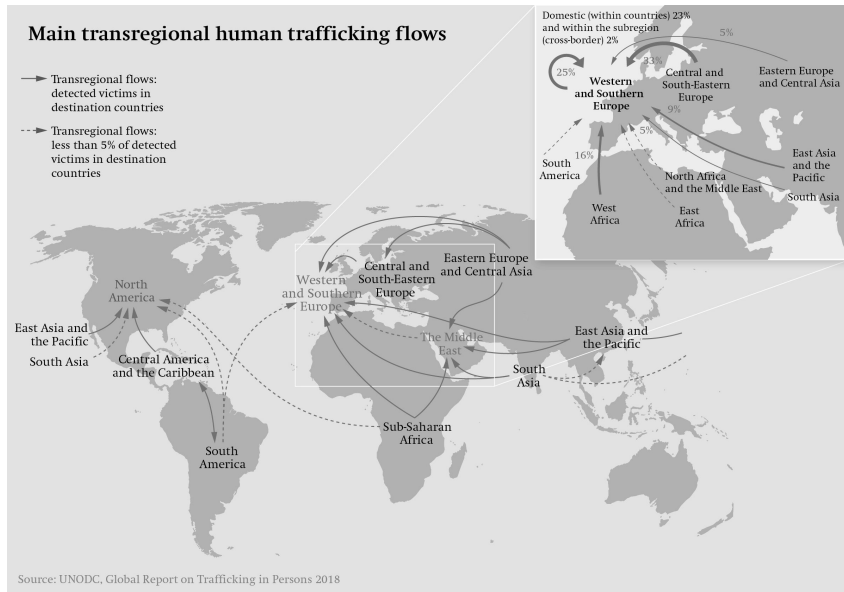 Main transregional human trafficking flows
Transregional flows:
detected victims in
destination countries
Transregional flows:
less than 5% of detected
victims in destination
countries
Domestic (within countries) 23%
and within the subregion
(cross-border) 2%
5%
25%
33%
Western
and Southern
Europe
Central and
South-Eastern
Europe
Eastern Europe
and Central Asia
9%
5%
16%
South
America
East Asia
and the
Pacific
North Africa
and the Middle East
South Asia
West
Africa
East
Africa
North
America
Western
and Southern
Europe
Central and
South-Eastern
Europe
Eastern Europe
and Central Asia
East Asia and
the Pacific
South Asia
Central America
and the Caribbean
The Middle
East
East Asia and
the Pacific
South
Asia
Sub-Saharan
Africa
South
America
Source: UNODC, Global Report on Trafficking in Persons 2018